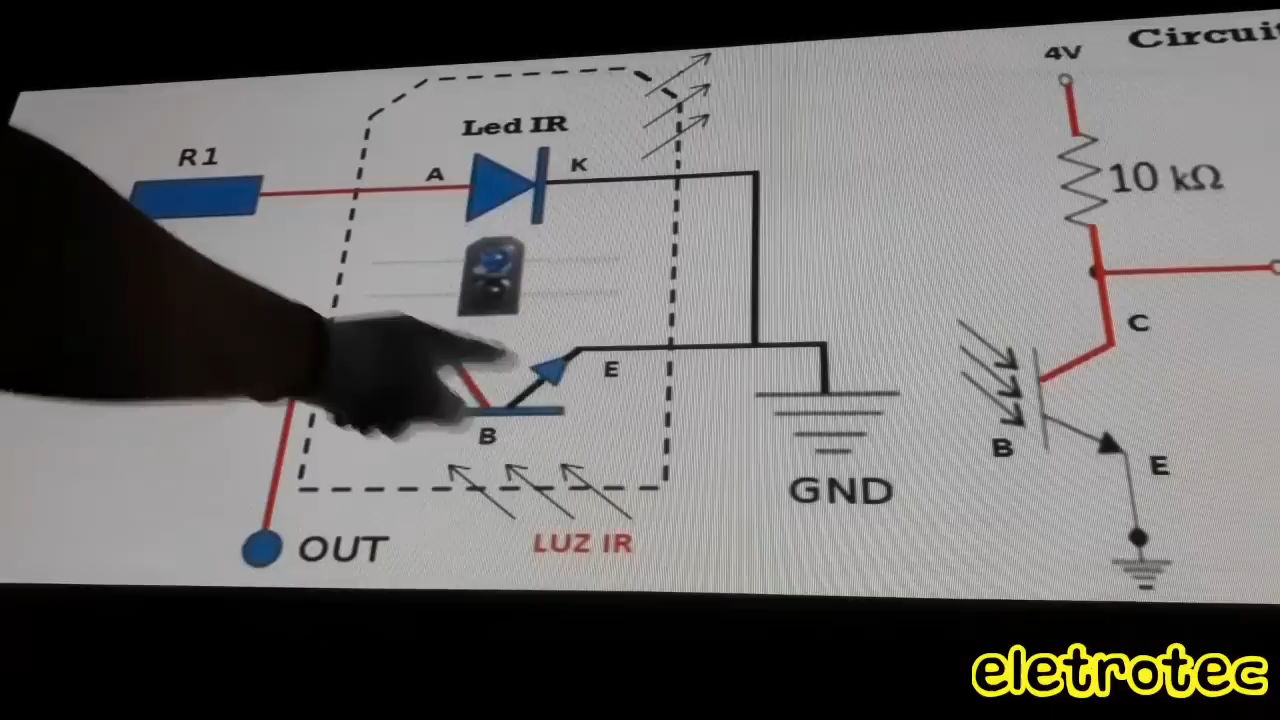 Circuit
4V
Led IR
R1
A
K
10 kΩ
C
E
B
B
E
GND
OUT
LUZ IR
eletrotec